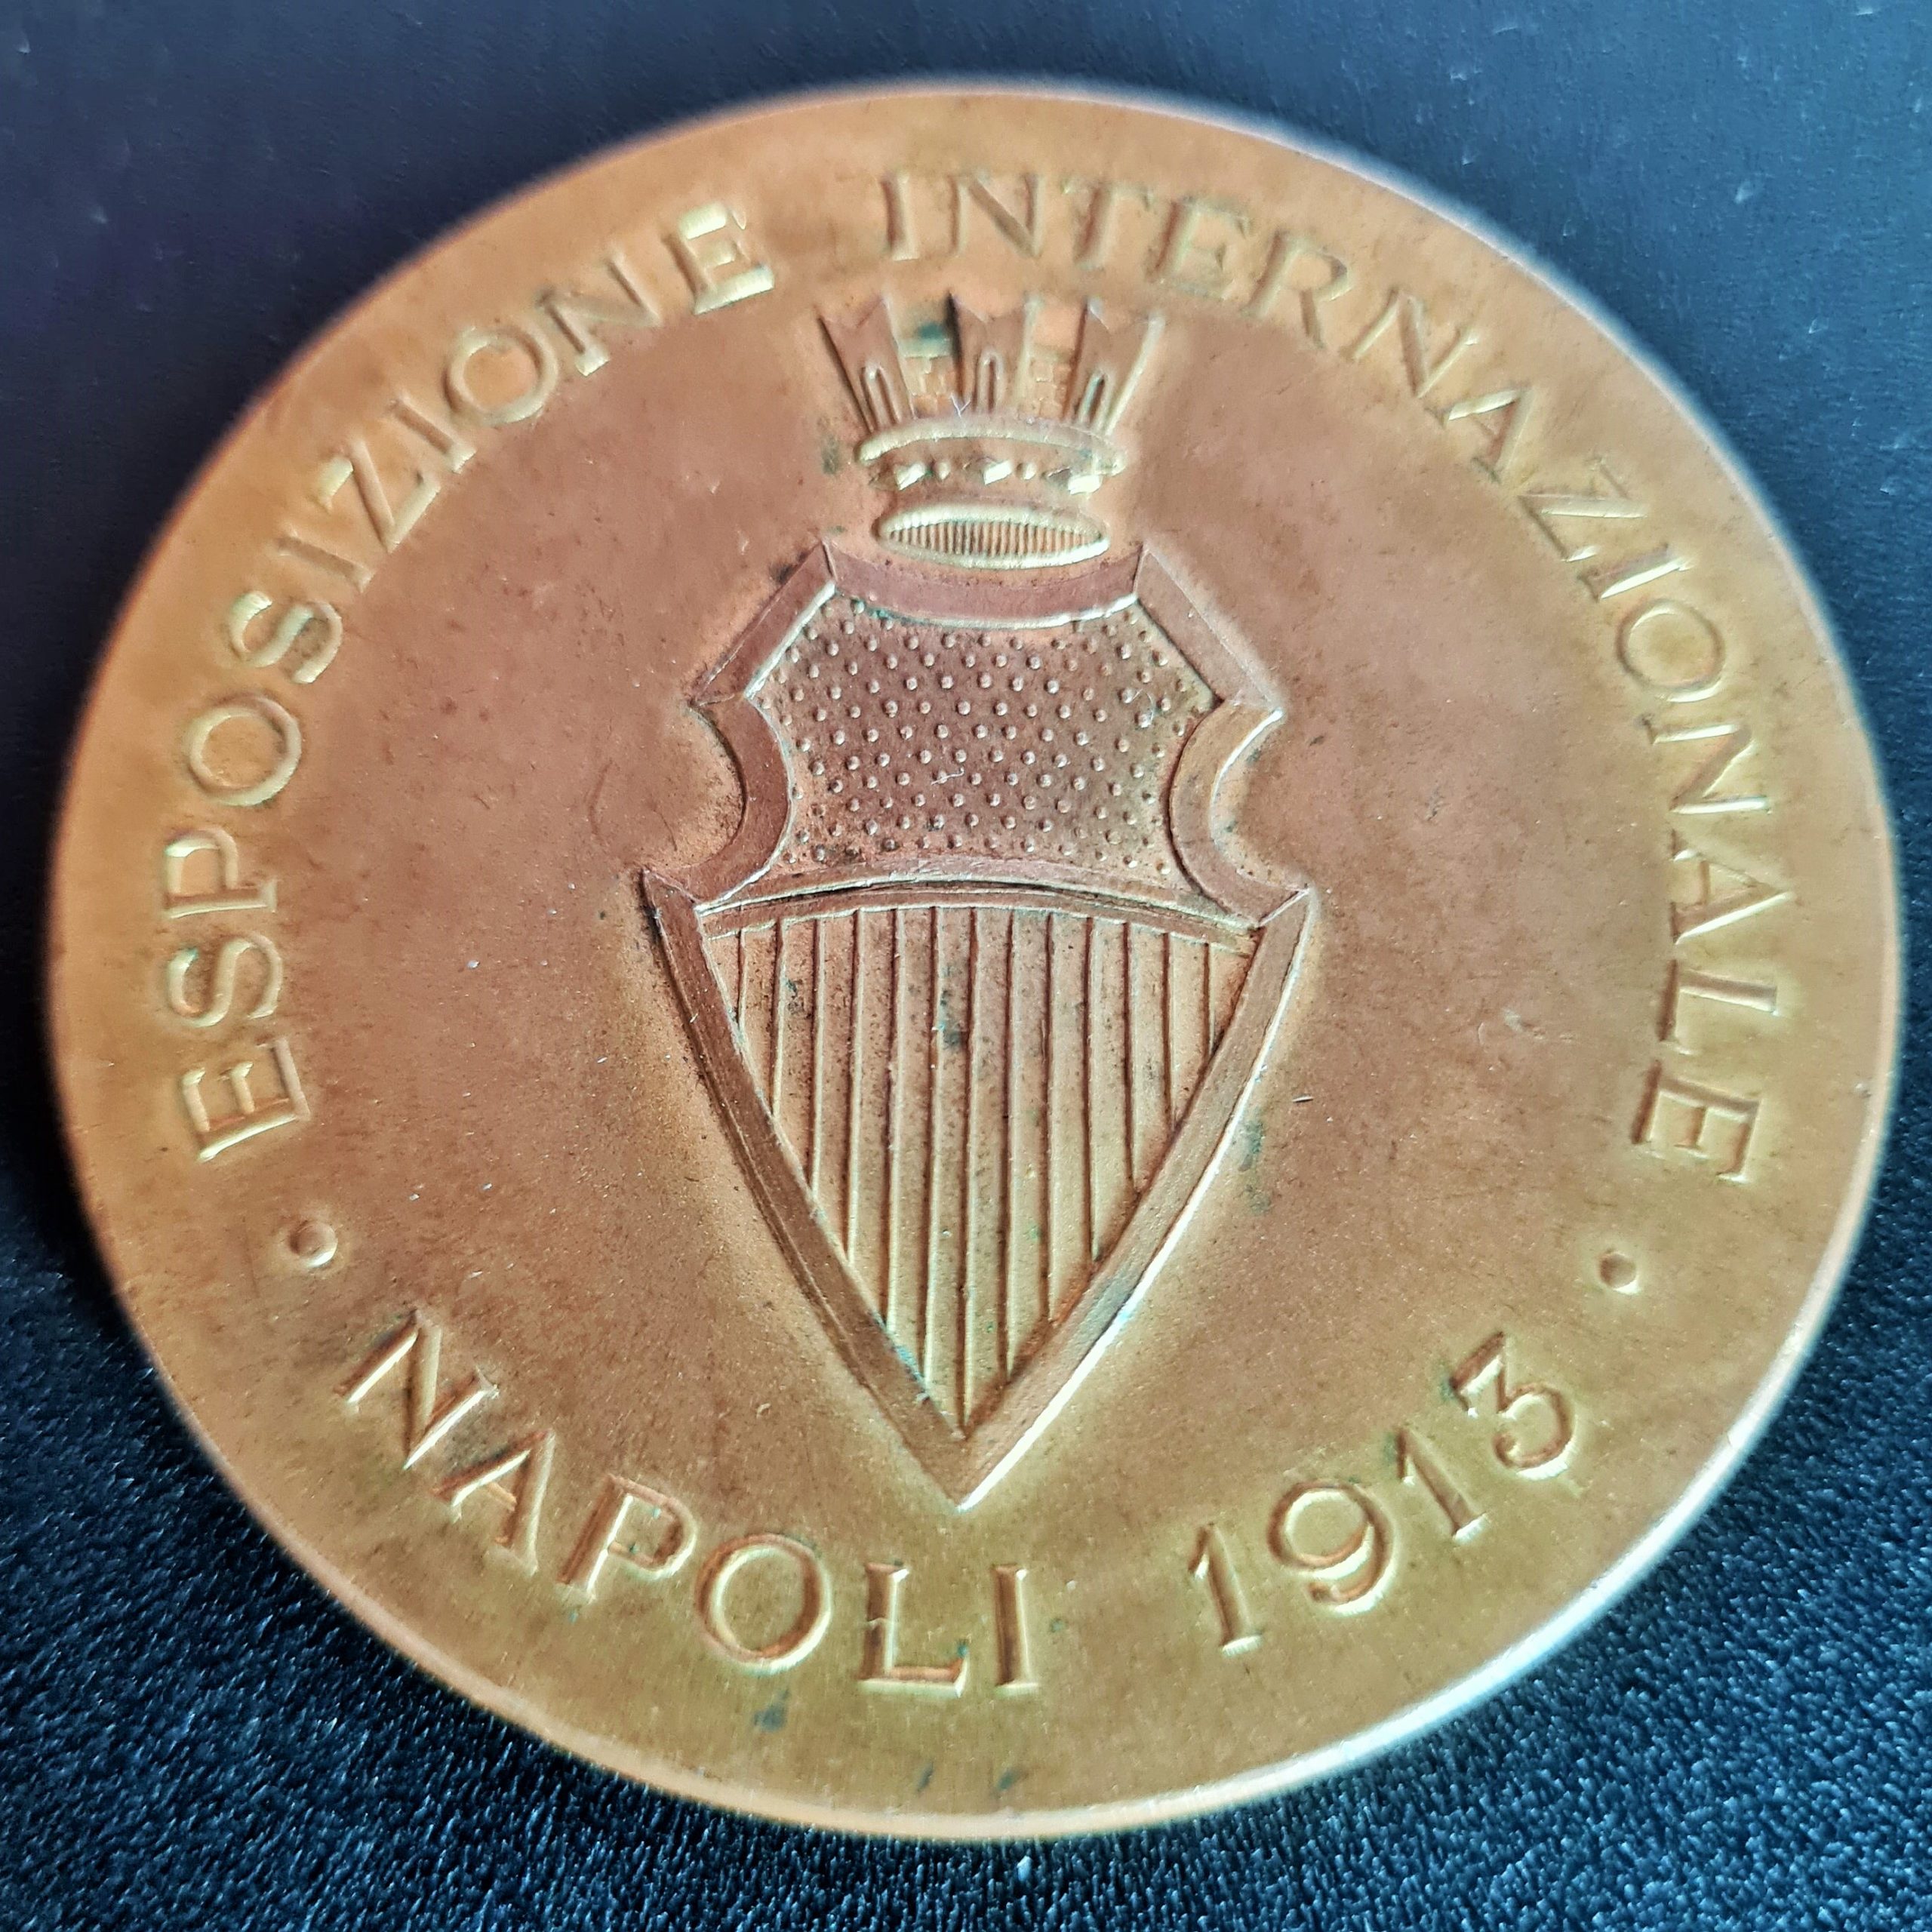 ESPOSIZIONE INTERNAZIONALE
· NAPOLI 1913 ·